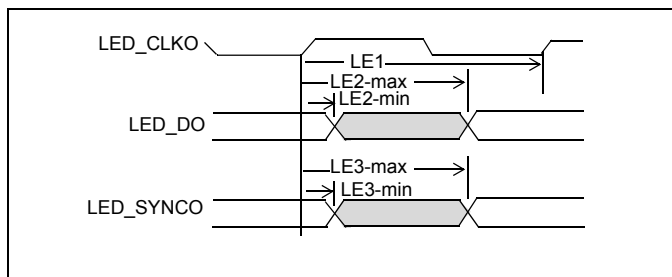 LED_CLKO
LE1
LE2-max
LE2-min
LED_DO
LE3-max
LE3-min
LED_SYNCO